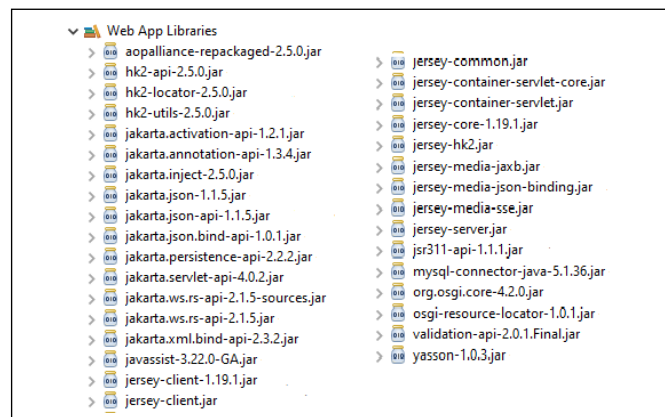 Web App Libraries
aopalliance-repackaged-2.5.0.jar
hk2-api-2.5.0.jar
hk2-locator-2.5.0.jar
hk2-utils-2.5.0.jar
jakarta.activation-api-1.2.1.jar
jakarta.annotation-api-1.3.4.jar
jakarta.inject-2.5.0.jar
jakarta.json-1.1.5.jar
jakarta.json-api-1.1.5.jar
jakarta.json.bind-api-1.0.1.jar
jakarta.persistence-api-2.2.2.jar
jakarta.servlet-api-4.0.2.jar
jakarta.ws.rs-api-2.1.5-sources.jar
jakarta.ws.rs-api-2.1.5.jar
jakarta.xml.bind-api-2.3.2.jar
javassist-3.22.0-GA.jar
jersey-client-1.19.1.jar
jersey-client.jar
jersey-common.jar
jersey-container-servlet-core.jar
jersey-container-servlet.jar
jersey-core-1.19.1.jar
jersey-hk2.jar
jersey-media-jaxb.jar
jersey-media-json-binding.jar
jersey-media-sse.jar
jersey-server.jar
jsr311-api-1.1.1.jar
mysql-connector-java-5.1.36.jar
org.osgi.core-4.2.0.jar
osgi-resource-locator-1.0.1.jar
validation-api-2.0.1.Final.jar
yasson-1.0.3.jar